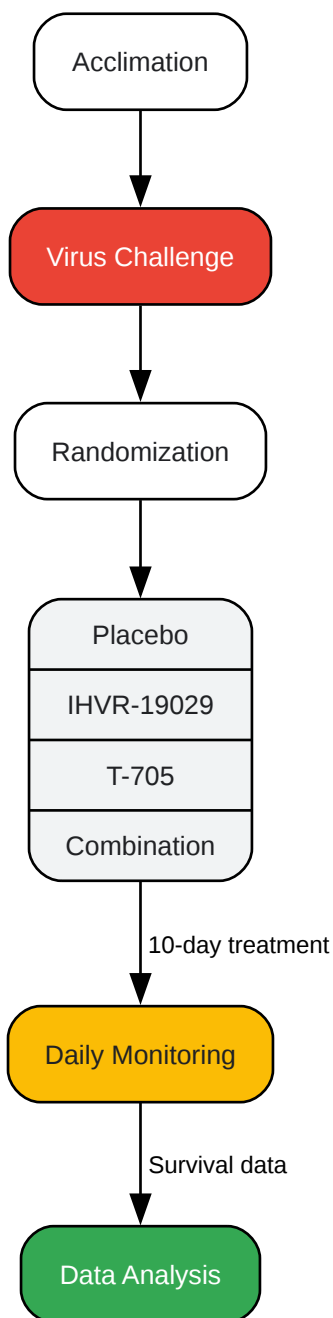 Acclimation
Virus Challenge
Randomization
Placebo
IHVR-19029
T-705
Combination
10-day treatment
Daily Monitoring
Survival data
Data Analysis